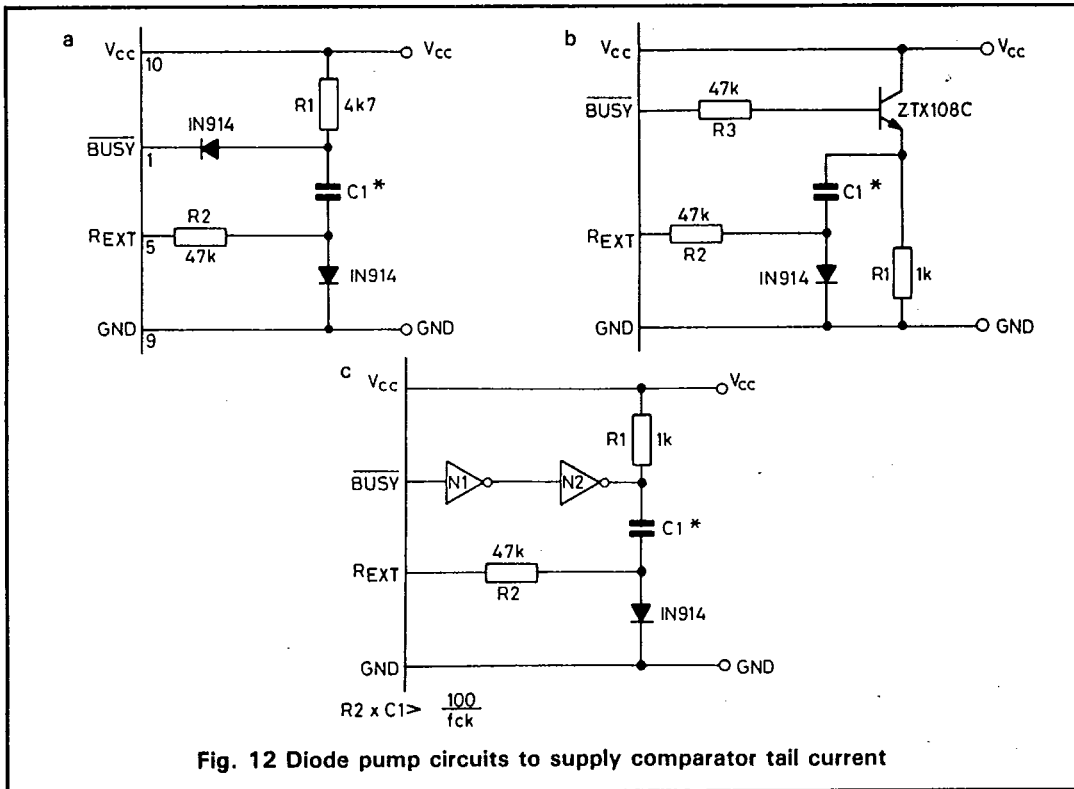 a
Vcc
10
Vcc
R1
4k7
IN914
BUSY
1
C1 *
R2
REXT
5
47k
IN914
GND
9
GND
b
Vcc
Vcc
47k
BUSY
R3
ZTX108C
C1 *
47k
REXT
R2
IN914
R1
1k
GND
GND
c
Vcc
Vcc
R1
1k
BUSY
N1
N2
C1 *
47k
REXT
R2
IN914
GND
GND
R2 x C1> 100
fck
Fig. 12 Diode pump circuits to supply comparator tail current